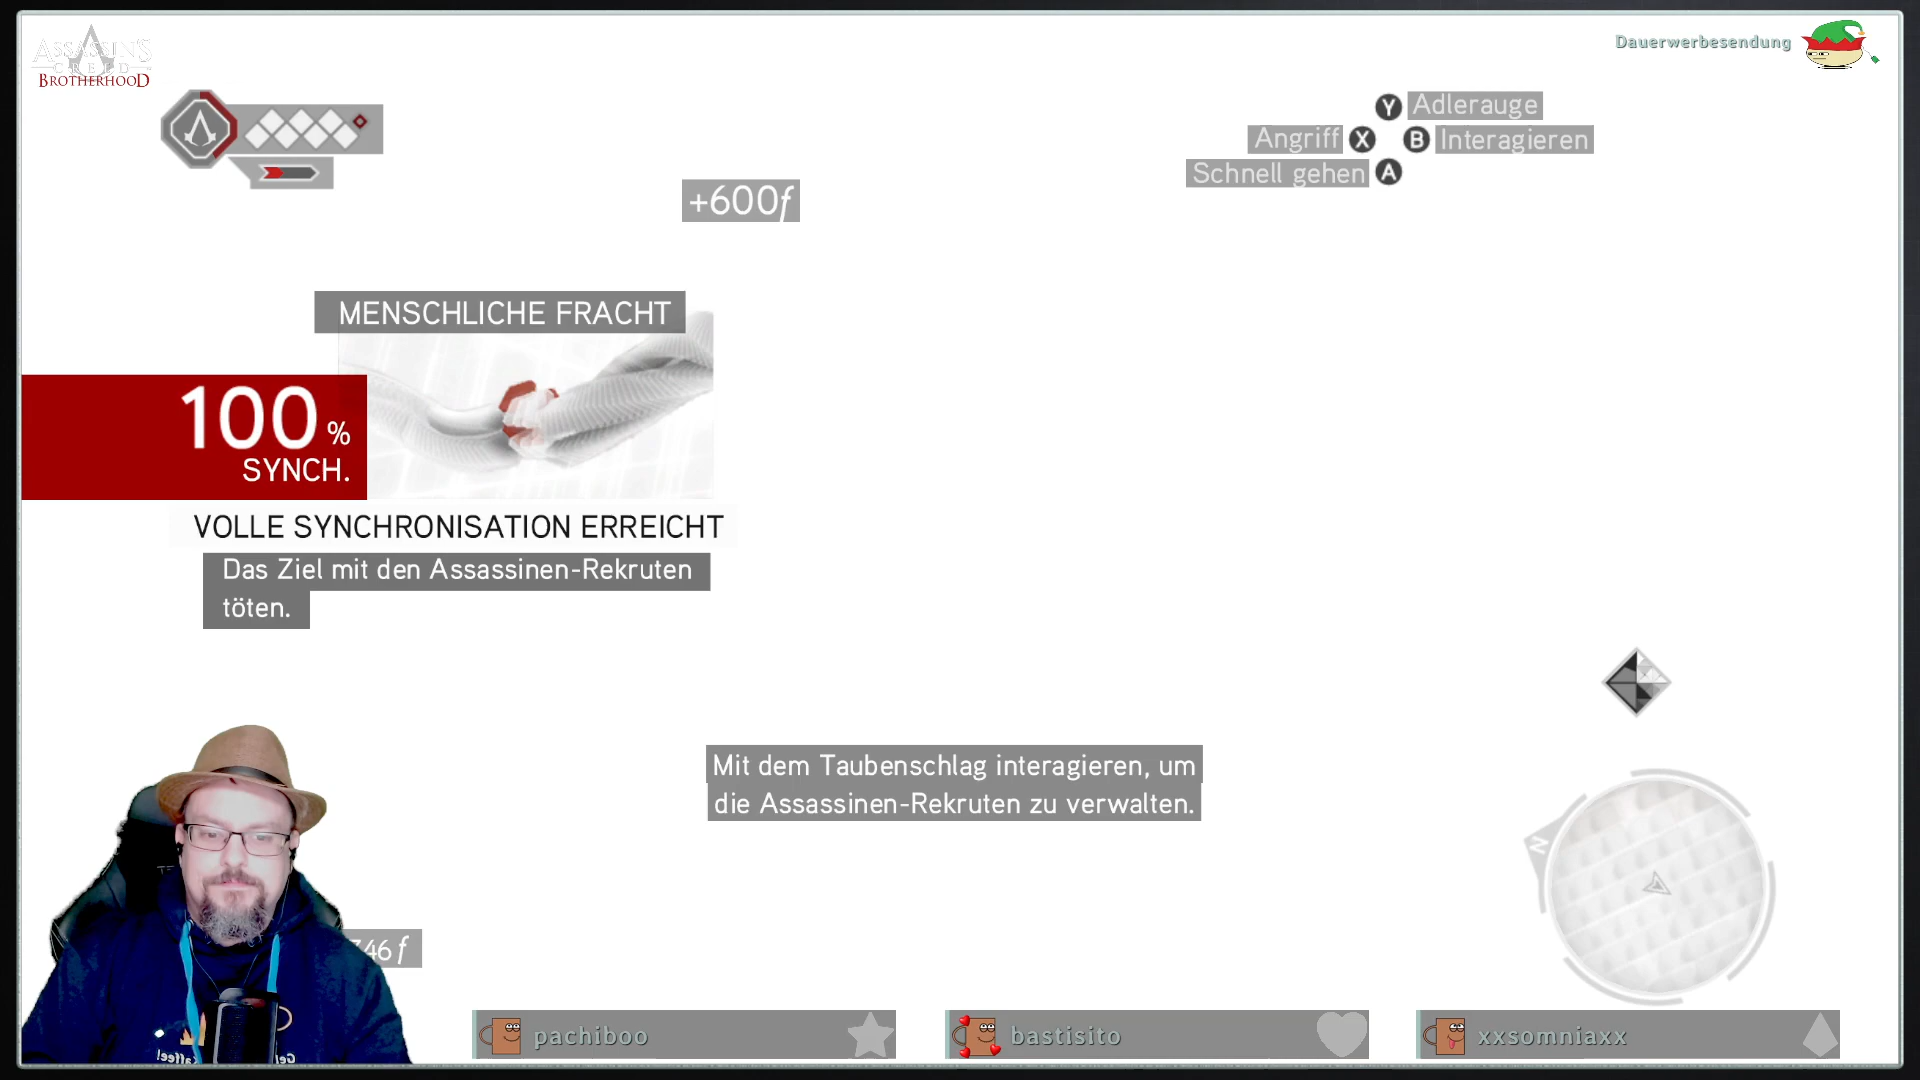 ASSASSIN'S
CREED
BROTHERHOOD
Dauerwerbesendung
Y Adlerauge
Angriff X B Interagieren
Schnell gehen A
+600f
MENSCHLICHE FRACHT
100 %
SYNCH.
VOLLE SYNCHRONISATION ERREICHT
Das Ziel mit den Assassinen-Rekruten
töten.
Mit dem Taubenschlag interagieren, um
die Assassinen-Rekruten zu verwalten.
N
46 f
pachiboo
bastisito
xxsomniaxx